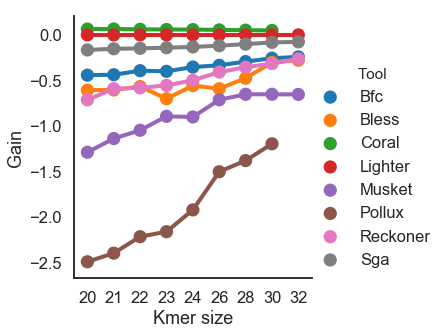 0.0
−0.5
−1.0
−1.5
−2.0
−2.5
Gain
20 21 22 23 24 26 28 30 32
Kmer size
Tool
Bfc
Bless
Coral
Lighter
Musket
Pollux
Reckoner
Sga